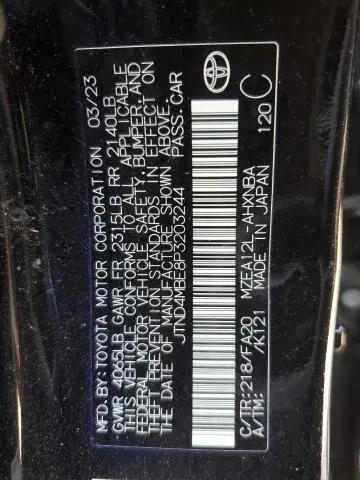 MFD. BY: TOYOTA MOTOR CORPORATION 03/23
GVWR 4065LB GAWR FR 2315LB RR 2140LB
THIS VEHICLE CONFORMS TO ALL APPLICABLE
FEDERAL MOTOR VEHICLE SAFETY, BUMPER, AND
THEFT PREVENTION STANDARDS IN EFFECT ON
THE DATE OF MANUFACTURE SHOWN ABOVE.
JTND4MBE8P3203244 PASS. CAR
C/TR: 218/FA20 MZEA12L-AHXNBA
A/TM: /KT21 MADE IN JAPAN
120 C